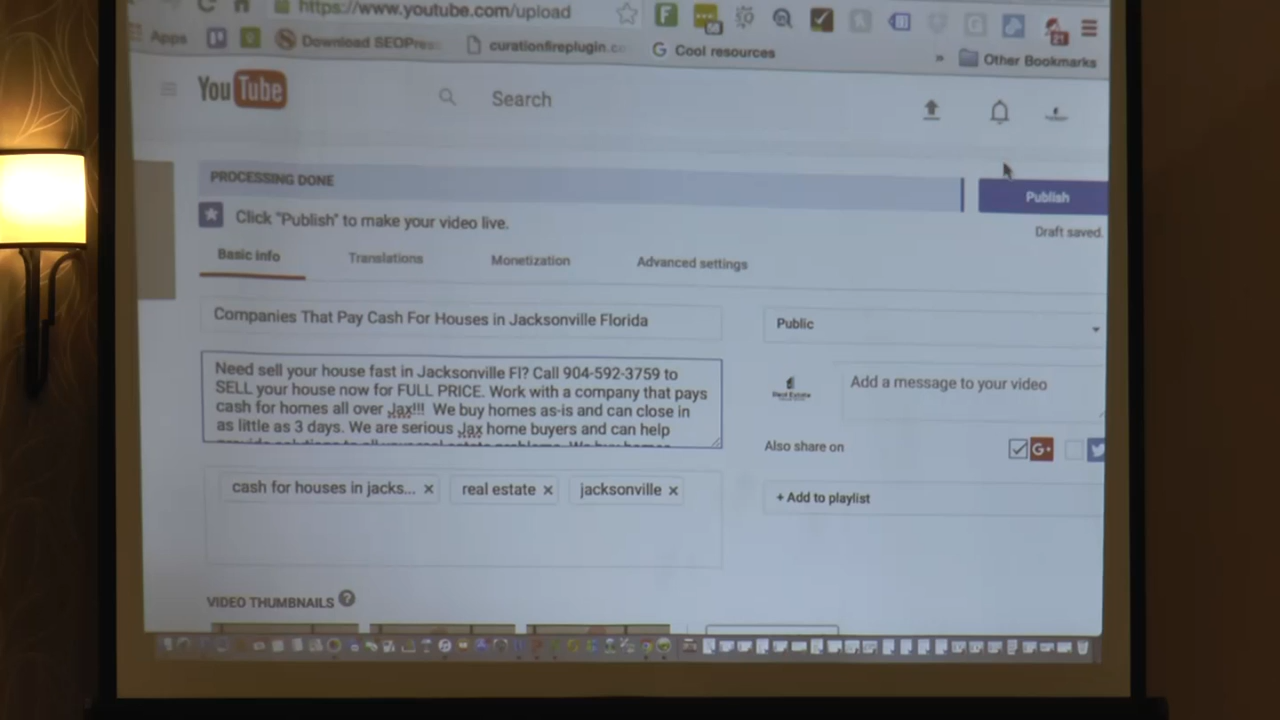 https://www.youtube.com/upload
Apps
Download SEOPres
curationfireplugin.co
Cool resources
»
Other Bookmarks
YouTube
Search
PROCESSING DONE
Publish
Click "Publish" to make your video live.
Draft saved.
Basic info
Translations
Monetization
Advanced settings
Companies That Pay Cash For Houses in Jacksonville Florida
Public
Need sell your house fast in Jacksonville Fl? Call 904-592-3759 to
SELL your house now for FULL PRICE. Work with a company that pays
cash for homes all over Jax!!! We buy homes as-is and can close in
as little as 3 days. We are serious Jax home buyers and can help
Add a message to your video
Also share on
G+
cash for houses in jacks... ×
real estate ×
jacksonville ×
+ Add to playlist
VIDEO THUMBNAILS ?